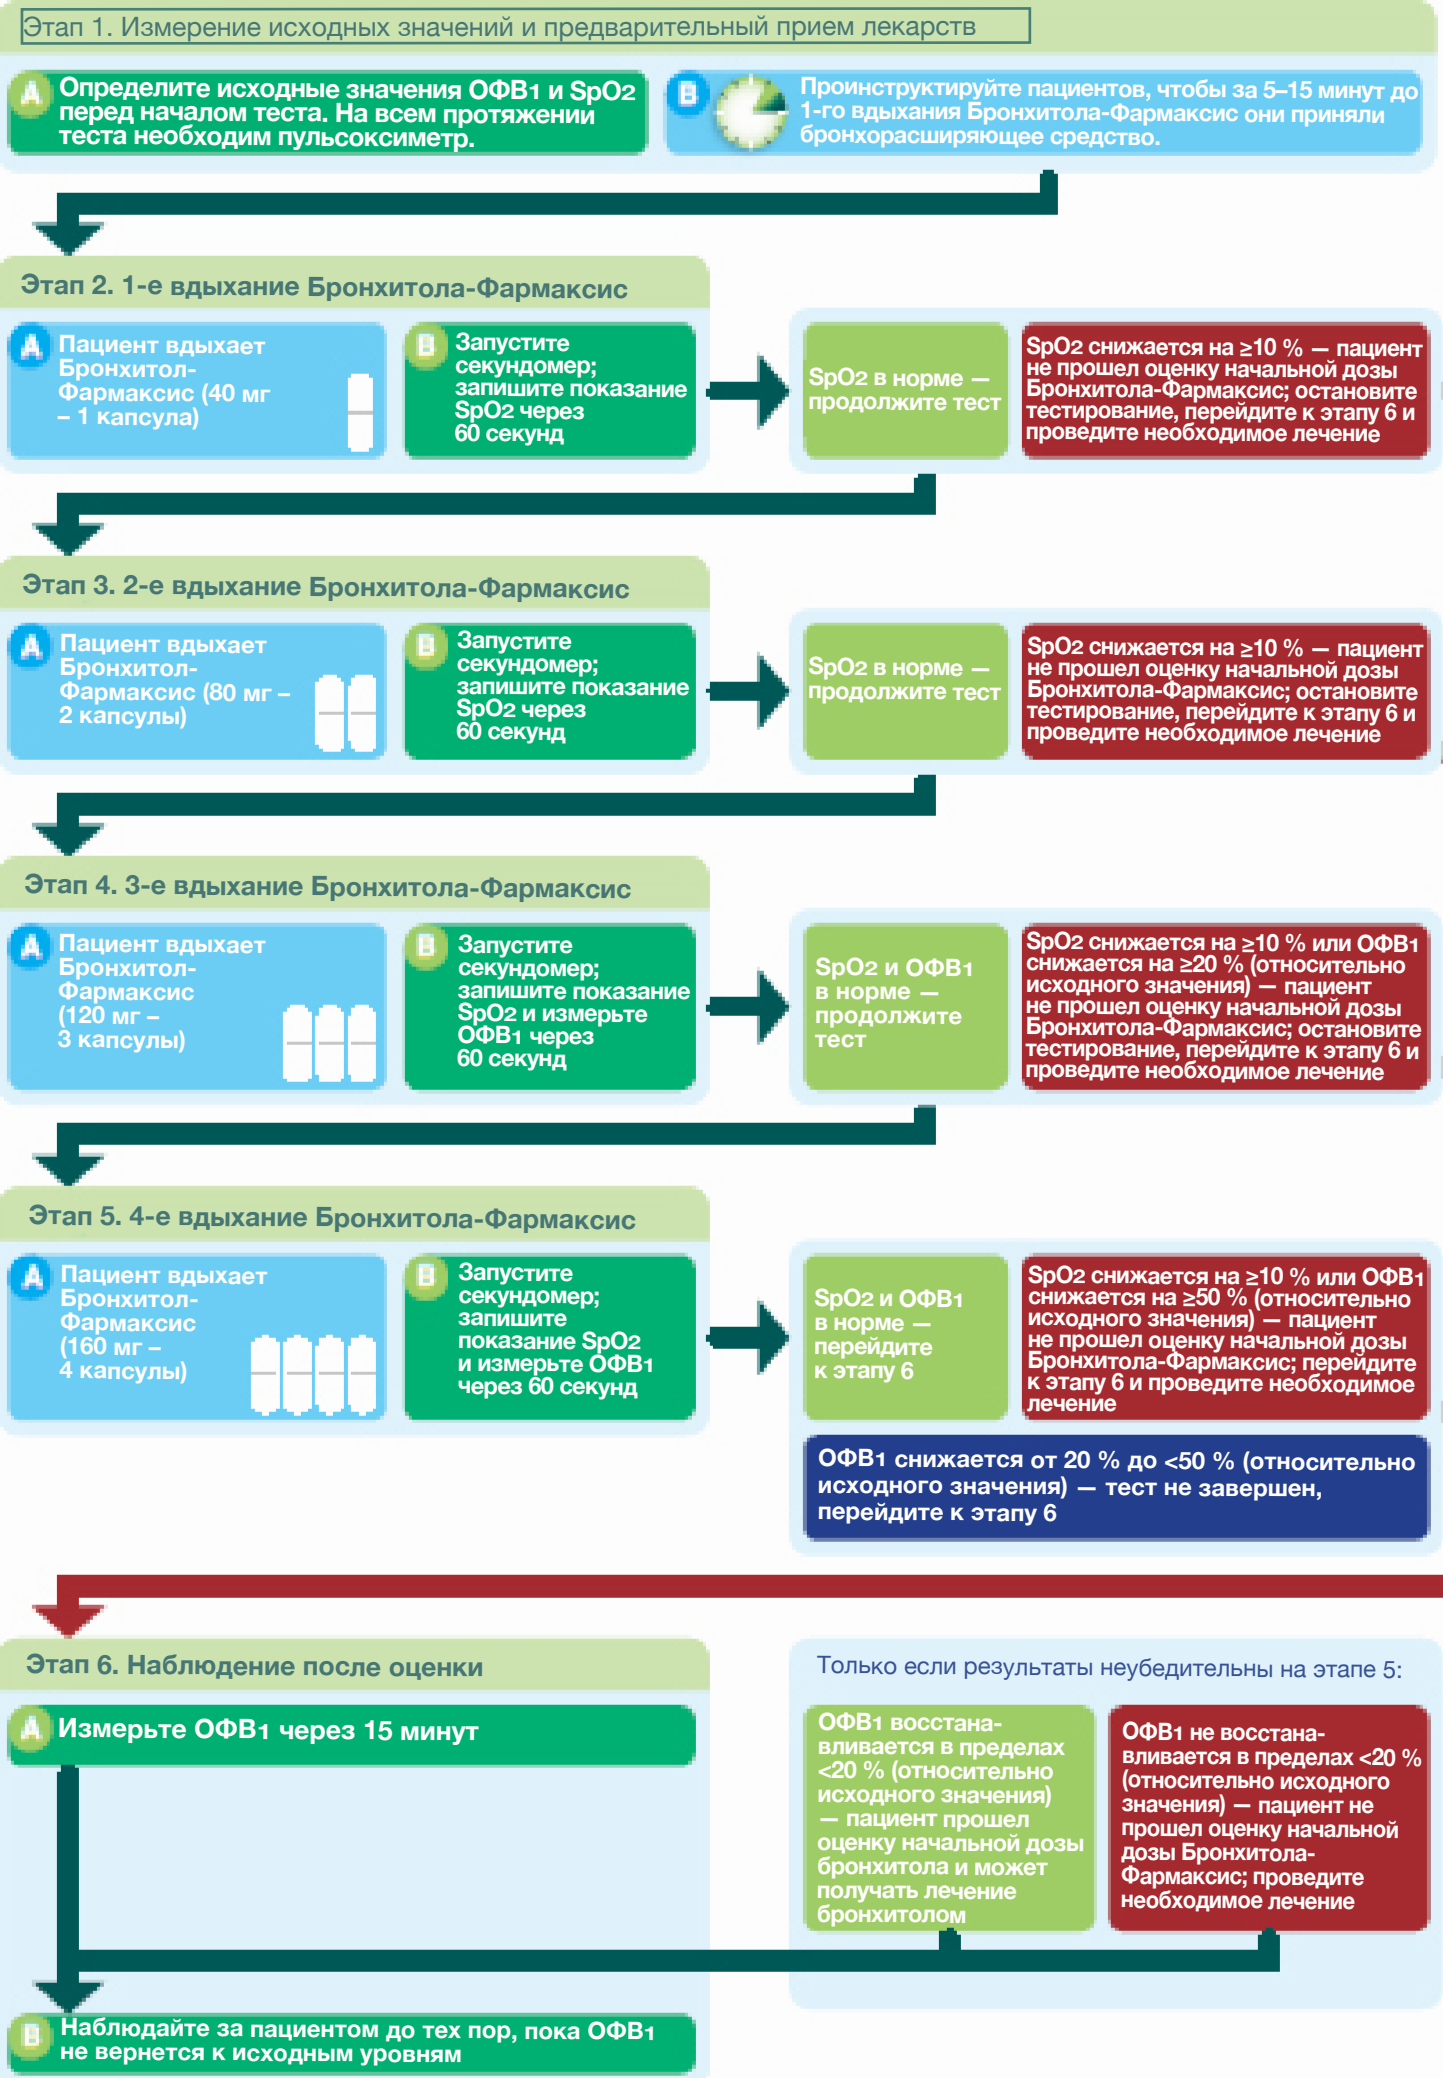 Этап 1. Измерение исходных значений и предварительный прием лекарств
A
Определите исходные значения ОФВ1 и SpO2
перед началом теста. На всем протяжении
теста необходим пульсоксиметр.
B
Проинструктируйте пациентов, чтобы за 5–15 минут до
1-го вдыхания Бронхитола-Фармаксис они приняли
бронхорасширяющее средство.
Этап 2. 1-е вдыхание Бронхитола-Фармаксис
A
Пациент вдыхает
Бронхитол-
Фармаксис (40 мг
– 1 капсула)
B
Запустите
секундомер;
запишите показание
SpO2 через
60 секунд
SpO2 в норме —
продолжите тест
SpO2 снижается на ≥10 % — пациент
не прошел оценку начальной дозы
Бронхитола-Фармаксис; остановите
тестирование, перейдите к этапу 6 и
проведите необходимое лечение
Этап 3. 2-е вдыхание Бронхитола-Фармаксис
A
Пациент вдыхает
Бронхитол-
Фармаксис (80 мг –
2 капсулы)
B
Запустите
секундомер;
запишите показание
SpO2 через
60 секунд
SpO2 в норме —
продолжите тест
SpO2 снижается на ≥10 % — пациент
не прошел оценку начальной дозы
Бронхитола-Фармаксис; остановите
тестирование, перейдите к этапу 6 и
проведите необходимое лечение
Этап 4. 3-е вдыхание Бронхитола-Фармаксис
A
Пациент вдыхает
Бронхитол-
Фармаксис
(120 мг –
3 капсулы)
B
Запустите
секундомер;
запишите показание
SpO2 и измерьте
ОФВ1 через
60 секунд
SpO2 и ОФВ1
в норме —
продолжите
тест
SpO2 снижается на ≥10 % или ОФВ1
снижается на ≥20 % (относительно
исходного значения) — пациент
не прошел оценку начальной дозы
Бронхитола-Фармаксис; остановите
тестирование, перейдите к этапу 6 и
проведите необходимое лечение
Этап 5. 4-е вдыхание Бронхитола-Фармаксис
A
Пациент вдыхает
Бронхитол-
Фармаксис
(160 мг –
4 капсулы)
B
Запустите
секундомер;
запишите
показание SpO2
и измерьте ОФВ1
через 60 секунд
SpO2 и ОФВ1
в норме —
перейдите
к этапу 6
SpO2 снижается на ≥10 % или ОФВ1
снижается на ≥50 % (относительно
исходного значения) — пациент
не прошел оценку начальной дозы
Бронхитола-Фармаксис; перейдите
к этапу 6 и проведите необходимое
лечение
ОФВ1 снижается от 20 % до <50 % (относительно
исходного значения) — тест не завершен,
перейдите к этапу 6
Этап 6. Наблюдение после оценки
A
Измерьте ОФВ1 через 15 минут
Только если результаты неубедительны на этапе 5:
ОФВ1 восстана-
вливается в пределах
<20 % (относительно
исходного значения)
— пациент прошел
оценку начальной дозы
бронхитола и может
получать лечение
бронхитолом
ОФВ1 не восстана-
вливается в пределах <20 %
(относительно исходного
значения) — пациент не
прошел оценку начальной
дозы Бронхитола-
Фармаксис; проведите
необходимое лечение
B
Наблюдайте за пациентом до тех пор, пока ОФВ1
не вернется к исходным уровням